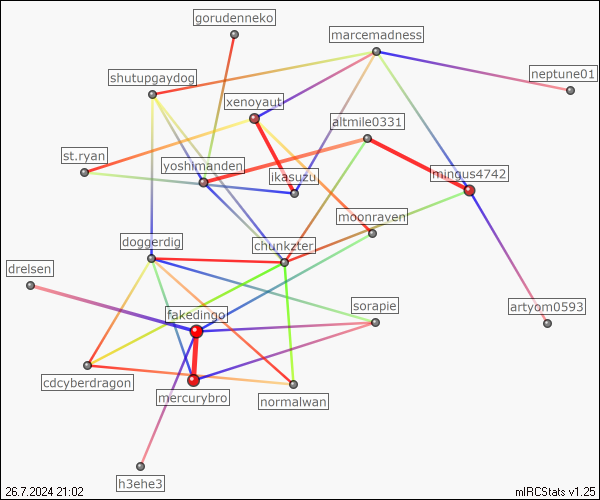 gorudenneko
marcemadness
shutupgaydog
neptune01
xenoyaut
altmile0331
st.ryan
yoshimanden
ikasuzu
mingus4742
moonraven
doggerdig
chunkzter
drelsen
fakedingo
sorapie
artyom0593
cdcyberdragon
mercurybro
normalwan
h3ehe3
26.7.2024 21:02
mIRCStats v1.25